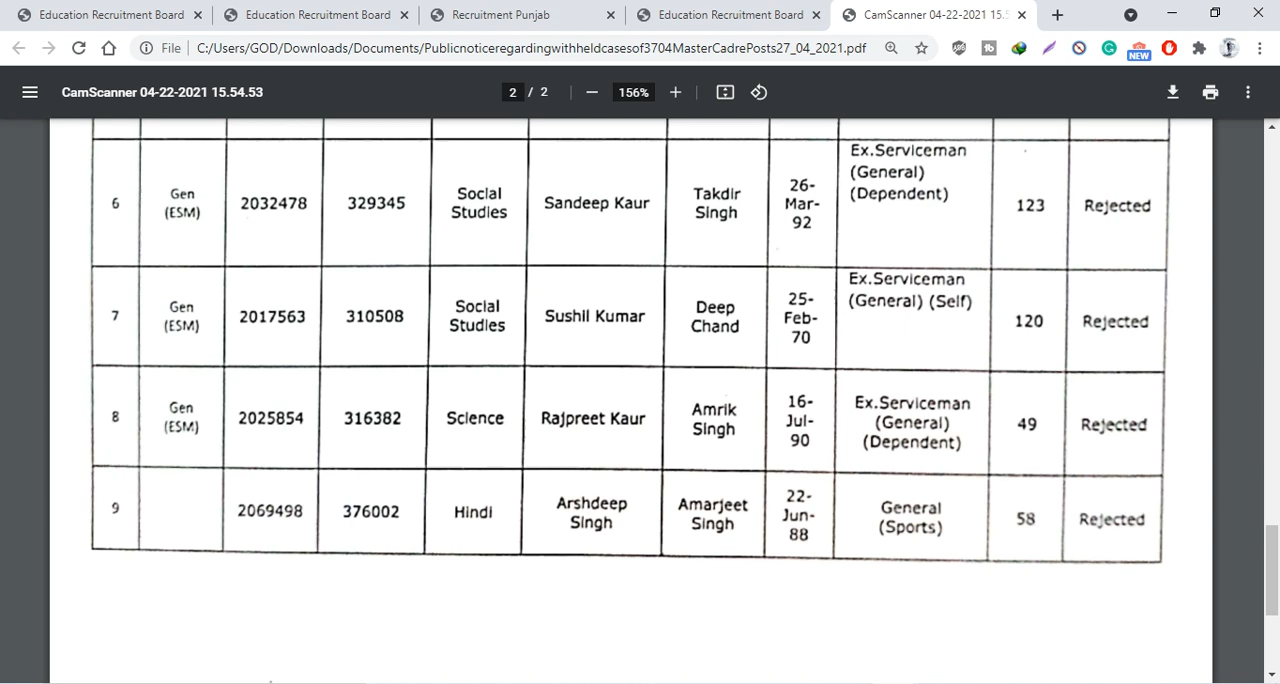 Education Recruitment Board
Education Recruitment Board
Recruitment Punjab
Education Recruitment Board
CamScanner 04-22-2021 15.5
File
C:/Users/GOD/Downloads/Documents/Publicnoticeregardingwithheldcasesof3704MasterCadrePosts27_04_2021.pdf
NEW
CamScanner 04-22-2021 15.54.53
2 / 2
156%
6
Gen
(ESM)
2032478
329345
Social
Studies
Sandeep Kaur
Takdir
Singh
26-
Mar-
92
Ex.Serviceman
(General)
(Dependent)
123
Rejected
7
Gen
(ESM)
2017563
310508
Social
Studies
Sushil Kumar
Deep
Chand
25-
Feb-
70
Ex.Serviceman
(General) (Self)
120
Rejected
8
Gen
(ESM)
2025854
316382
Science
Rajpreet Kaur
Amrik
Singh
16-
Jul-
90
Ex.Serviceman
(General)
(Dependent)
49
Rejected
9
2069498
376002
Hindi
Arshdeep
Singh
Amarjeet
Singh
22-
Jun-
88
General
(Sports)
58
Rejected